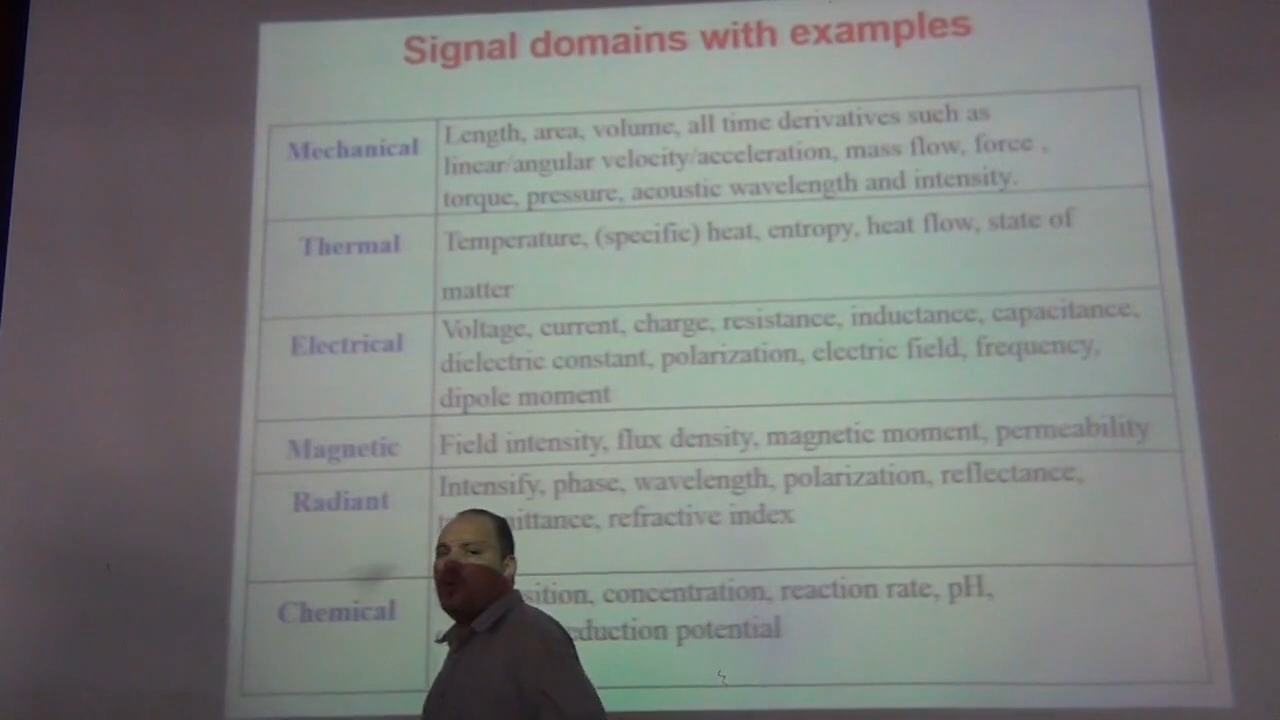 Signal domains with examples
Mechanical
Length, area, volume, all time derivatives such as
linear/angular velocity/acceleration, mass flow, force ,
torque, pressure, acoustic wavelength and intensity.
Thermal
Temperature, (specific) heat, entropy, heat flow, state of
matter
Electrical
Voltage, current, charge, resistance, inductance, capacitance,
dielectric constant, polarization, electric field, frequency,
dipole moment
Magnetic
Field intensity, flux density, magnetic moment, permeability
Radiant
Intensify, phase, wavelength, polarization, reflectance,
refractive index
Chemical
concentration, reaction rate, pH,
potential